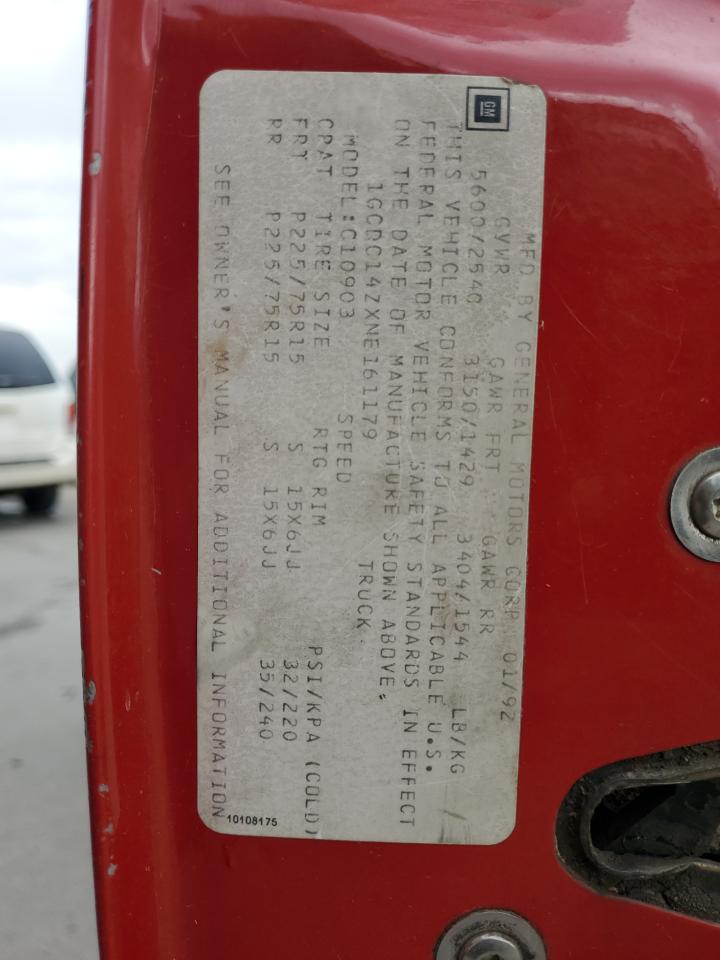 MFD BY GENERAL MOTORS CORP 01/92
GVWR GAWR FRT GAWR RR
GM 5600/2540 3150/1429 3404/1544 LB/KG
THIS VEHICLE CONFORMS TO ALL APPLICABLE U.S.
FEDERAL MOTOR VEHICLE SAFETY STANDARDS IN EFFECT
ON THE DATE OF MANUFACTURE SHOWN ABOVE.
1GCDC14ZXNE161179 TRUCK
MODEL:C10903 SPEED
CPAT TIRE SIZE RTG RIM PSI/KPA (COLD)
FRT P225/75R15 S 15X6JJ 32/220
RR P225/75R15 S 15X6JJ 35/240
SEE OWNER'S MANUAL FOR ADDITIONAL INFORMATION
10108175